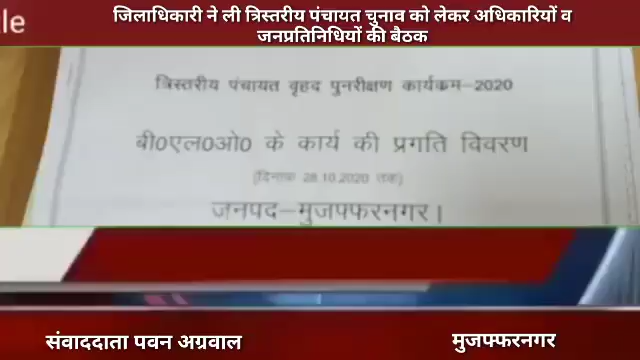 जिलाधिकारी ने ली त्रिस्तरीय पंचायत चुनाव को लेकर अधिकारियों व
जनप्रतिनिधियों की बैठक
le
त्रिस्तरीय पंचायत वृहद पुनरीक्षण कार्यक्रम-2020
बी0एल0ओ0 के कार्य की प्रगति विवरण
(दिनांक 28.10.2020 तक)
जनपद-मुजफ्फरनगर।
संवाददाता पवन अग्रवाल
मुजफ्फरनगर